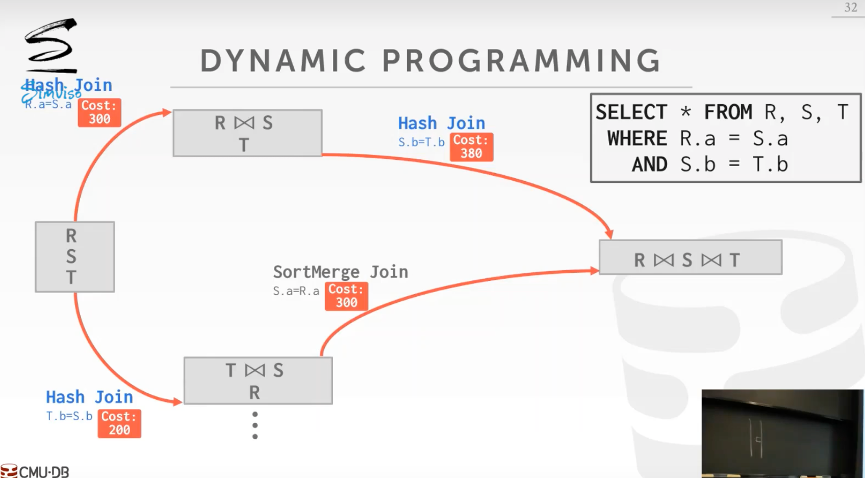 32
DYNAMIC PROGRAMMING
Simviso
Hash Join
R.a=S.a
Cost:
300
R ⋈ S
T
Hash Join
S.b=T.b
Cost:
380
SELECT * FROM R, S, T
WHERE R.a = S.a
AND S.b = T.b
R
S
T
R ⋈ S ⋈ T
SortMerge Join
S.a=R.a
Cost:
300
T ⋈ S
R
Hash Join
T.b=S.b
Cost:
200
CMU·DB